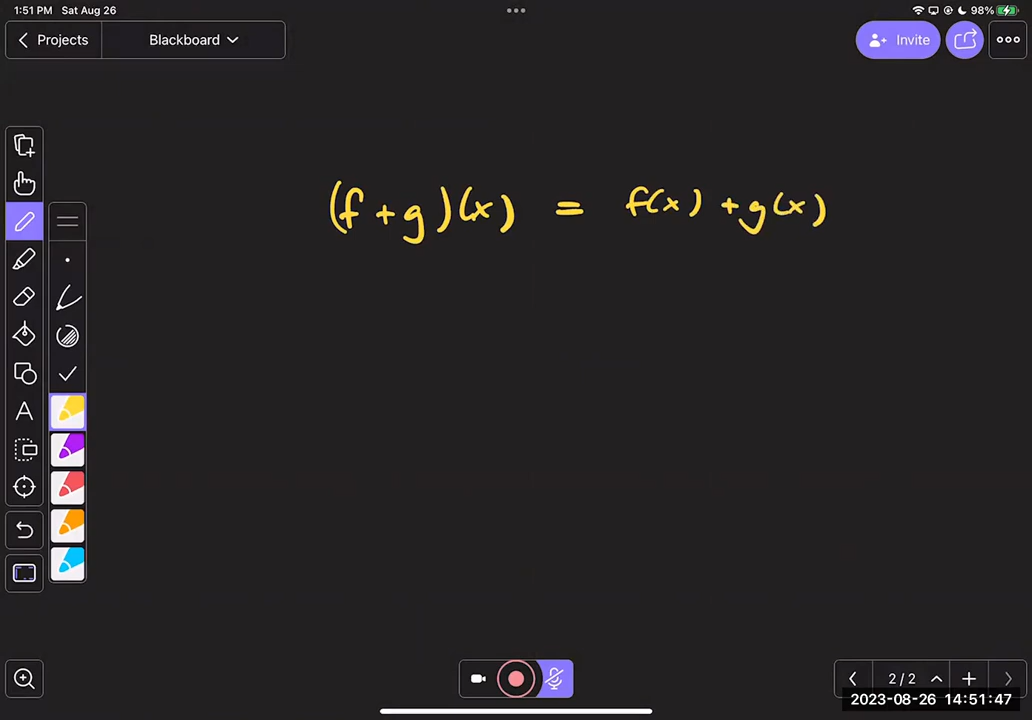 1:51 PM Sat Aug 26
98%
Projects
Blackboard
Invite
(f+g)(x) = f(x) + g(x)
A
2 / 2
2023-08-26 14:51:47